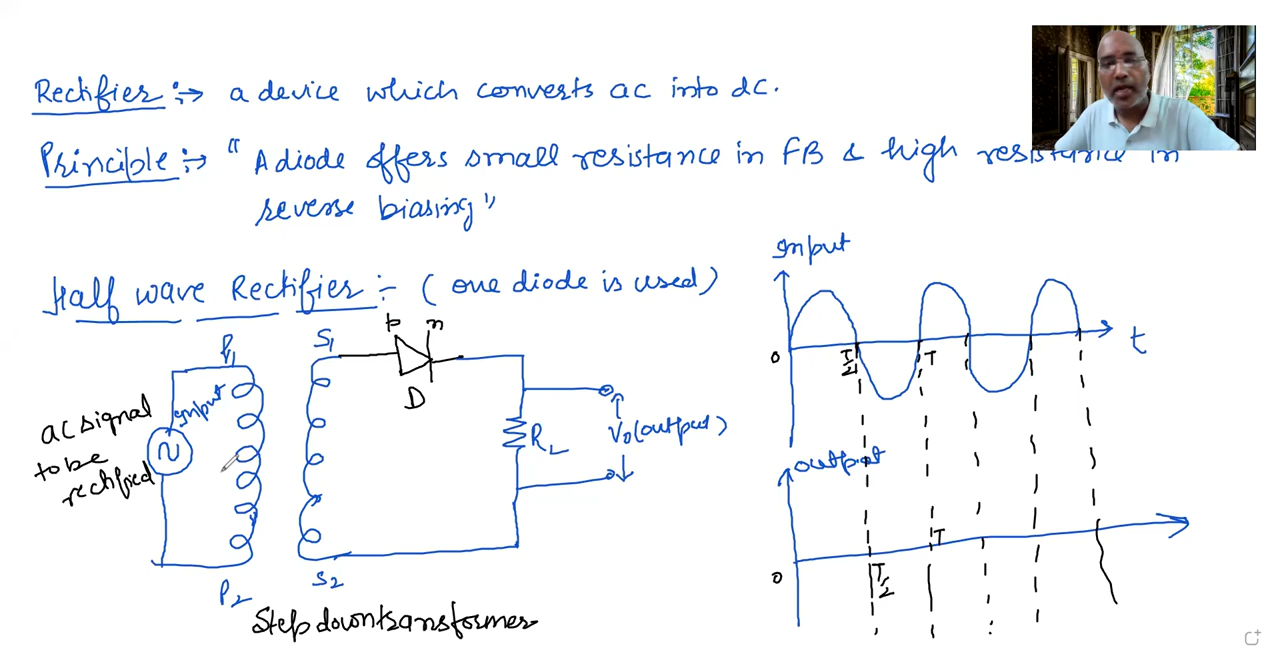 Rectifier :→ a device which converts ac into dc.
Principle :→ "A diode offers small resistance in FB & high resistance in
reverse biasing"
Half wave Rectifier :- (one diode is used)
P1
S1
p
n
D
ac signal
to be
rectified
Input
P2
S2
RL
Vo(output)
Step down transformer
Input
0
T/2
T
t
output
0
T/2
T